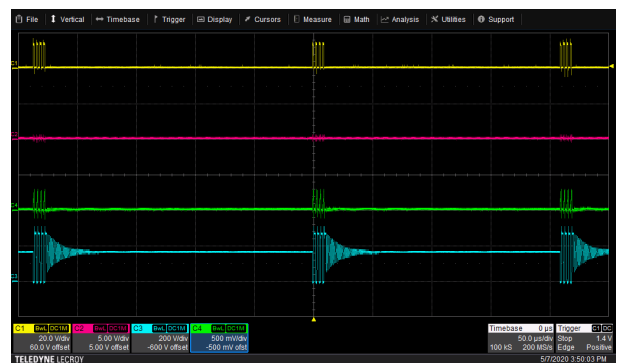 File Vertical Timebase Trigger Display Cursors Measure Math Analysis Utilities Support
C1
C2
C4
C3
C1 BwL DC1M C2 BwL DC1M C3 BwL DC1M C4 BwL DC1M Timebase 0 µs Trigger C1 DC
20.0 V/div 5.00 V/div 200 V/div 500 mV/div 50.0 µs/div Stop 1.4 V
60.0 V offset 5.00 V offset -600 V offset -500 mV ofst 100 kS 200 MS/s Edge Positive
TELEDYNE LECROY 5/7/2020 3:50:03 PM